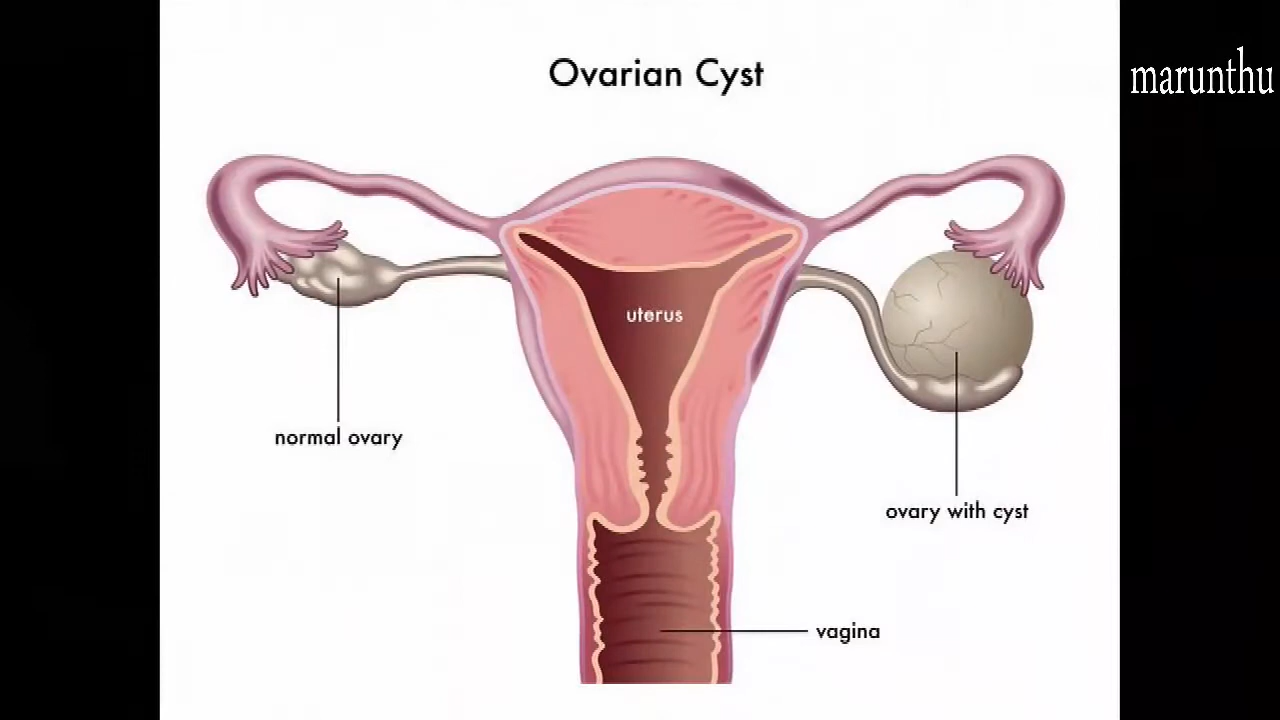 Ovarian Cyst
marunthu
uterus
normal ovary
ovary with cyst
vagina